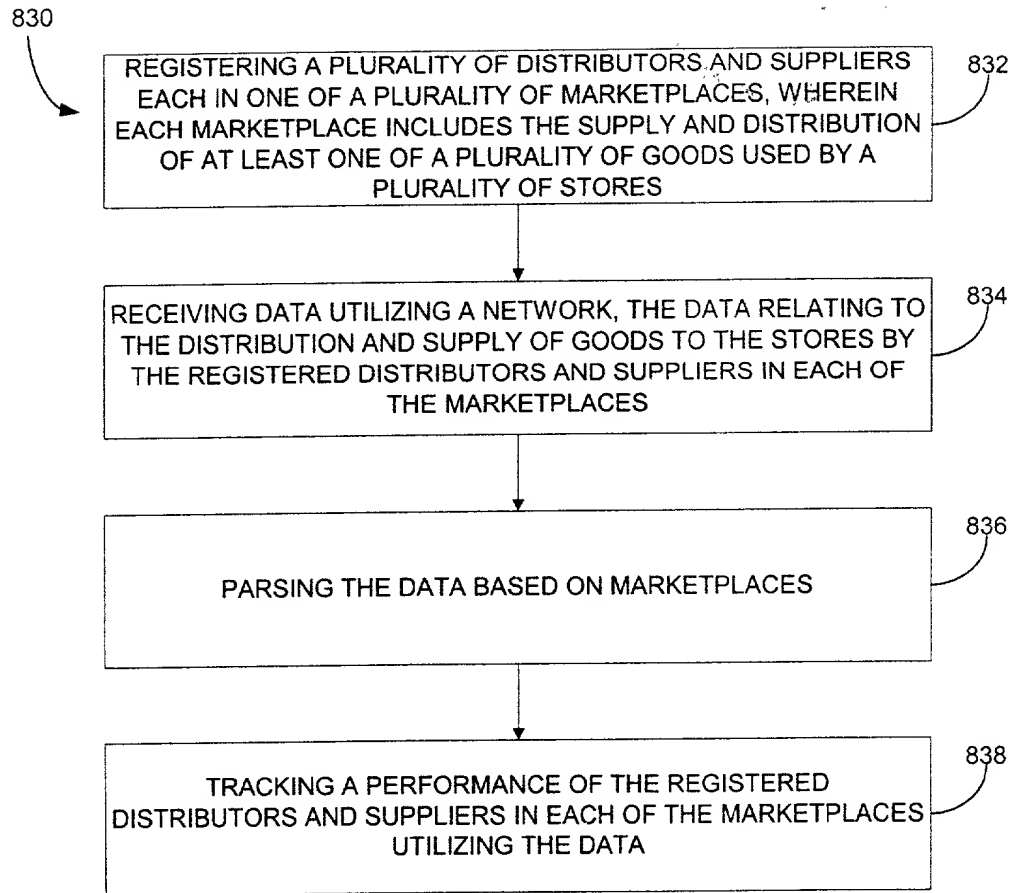 830
REGISTERING A PLURALITY OF DISTRIBUTORS AND SUPPLIERS
EACH IN ONE OF A PLURALITY OF MARKETPLACES, WHEREIN
EACH MARKETPLACE INCLUDES THE SUPPLY AND DISTRIBUTION
OF AT LEAST ONE OF A PLURALITY OF GOODS USED BY A
PLURALITY OF STORES
832
RECEIVING DATA UTILIZING A NETWORK, THE DATA RELATING TO
THE DISTRIBUTION AND SUPPLY OF GOODS TO THE STORES BY
THE REGISTERED DISTRIBUTORS AND SUPPLIERS IN EACH OF
THE MARKETPLACES
834
PARSING THE DATA BASED ON MARKETPLACES
836
TRACKING A PERFORMANCE OF THE REGISTERED
DISTRIBUTORS AND SUPPLIERS IN EACH OF THE MARKETPLACES
UTILIZING THE DATA
838